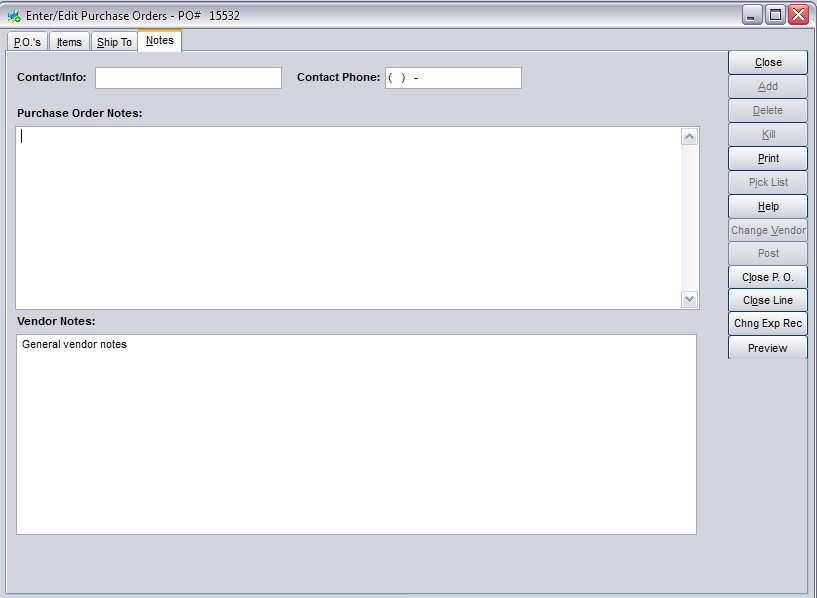 Enter/Edit Purchase Orders - PO# 15532
P.O.'s Items Ship To Notes
Contact/Info: Contact Phone: ( ) -
Purchase Order Notes:
Vendor Notes:
General vendor notes
Close
Add
Delete
Kill
Print
Pick List
Help
Change Vendor
Post
Close P. O.
Close Line
Chng Exp Rec
Preview